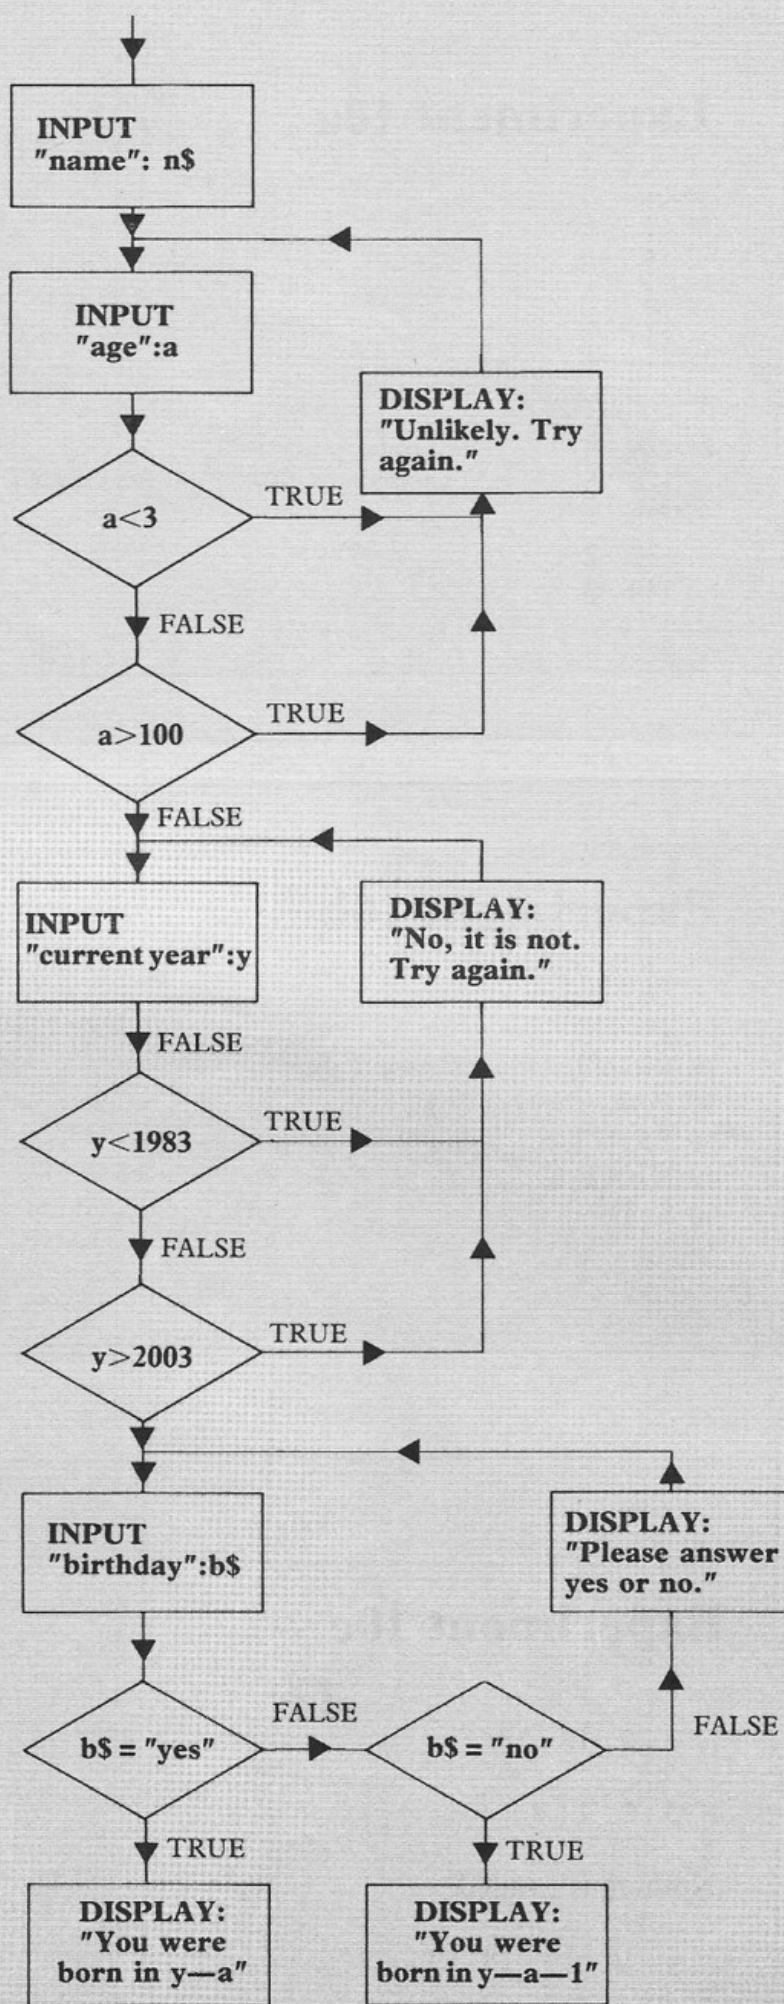 INPUT
"name": n$
INPUT
"age":a
DISPLAY:
"Unlikely. Try
again."
a<3
TRUE
FALSE
a>100
TRUE
FALSE
INPUT
"current year":y
DISPLAY:
"No, it is not.
Try again."
FALSE
y<1983
TRUE
FALSE
y>2003
TRUE
INPUT
"birthday":b$
DISPLAY:
"Please answer
yes or no."
b$ = "yes"
FALSE
b$ = "no"
FALSE
TRUE
TRUE
DISPLAY:
"You were
born in y—a"
DISPLAY:
"You were
born in y—a—1"